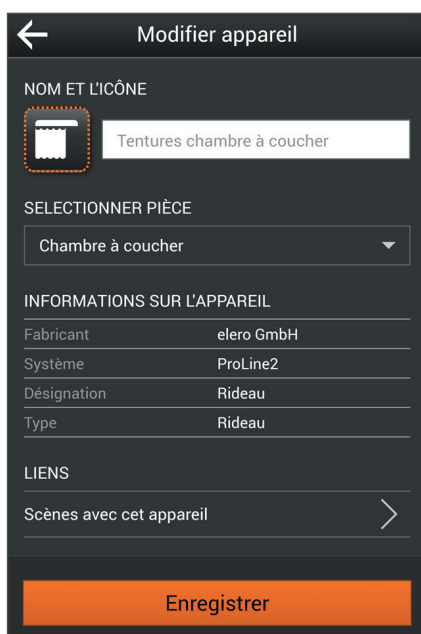 Modifier appareil
NOM ET L'ICÔNE
Tentures chambre à coucher
SELECTIONNER PIÈCE
Chambre à coucher
INFORMATIONS SUR L'APPAREIL
Fabricant elero GmbH
Système ProLine2
Désignation Rideau
Type Rideau
LIENS
Scènes avec cet appareil
Enregistrer